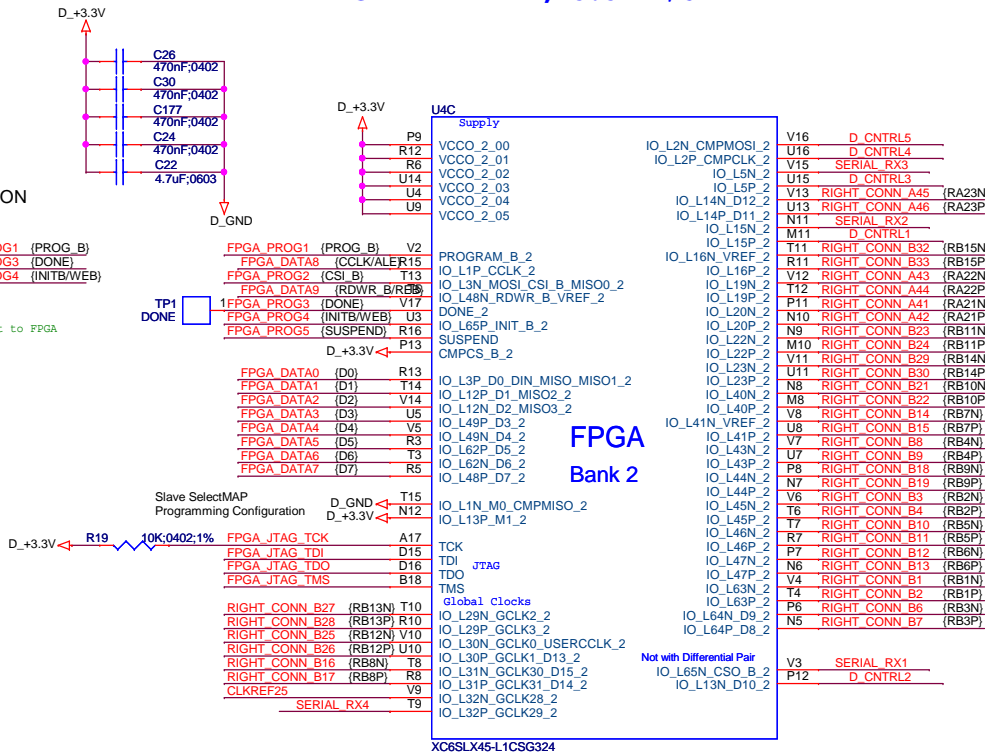 D_+3.3V
C26
470nF;0402
C30
470nF;0402
C177
470nF;0402
C24
470nF;0402
C22
4.7uF;0603
D_GND
ON
G1 {PROG_B}
G3 {DONE}
G4 {INITB/WEB}
t to FPGA
TP1
DONE
1
D_+3.3V
U4C
Supply
P9 VCCO_2_00
R12 VCCO_2_01
R6 VCCO_2_02
U14 VCCO_2_03
U4 VCCO_2_04
U9 VCCO_2_05
FPGA_PROG1 {PROG_B} V2 PROGRAM_B_2
FPGA_DATA8 {CCLK/ALE} R15 IO_L1P_CCLK_2
FPGA_PROG2 {CSI_B} T13 IO_L3N_MOSI_CSI_B_MISO0_2
FPGA_DATA9 {RDWR_B/REB} IO_L48N_RDWR_B_VREF_2
FPGA_PROG3 {DONE} V17 DONE_2
FPGA_PROG4 {INITB/WEB} U3 IO_L65P_INIT_B_2
FPGA_PROG5 {SUSPEND} R16 SUSPEND
D_+3.3V P13 CMPCS_B_2
FPGA_DATA0 {D0} R13 IO_L3P_D0_DIN_MISO_MISO1_2
FPGA_DATA1 {D1} T14 IO_L12P_D1_MISO2_2
FPGA_DATA2 {D2} V14 IO_L12N_D2_MISO3_2
FPGA_DATA3 {D3} U5 IO_L49P_D3_2
FPGA_DATA4 {D4} V5 IO_L49N_D4_2
FPGA_DATA5 {D5} R3 IO_L62P_D5_2
FPGA_DATA6 {D6} T3 IO_L62N_D6_2
FPGA_DATA7 {D7} R5 IO_L48P_D7_2
Slave SelectMAP
Programming Configuration
D_GND T15 IO_L1N_M0_CMPMISO_2
D_+3.3V N12 IO_L13P_M1_2
D_+3.3V R19 10K;0402;1% FPGA_JTAG_TCK A17 TCK
FPGA_JTAG_TDI D15 TDI
FPGA_JTAG_TDO D16 TDO
FPGA_JTAG_TMS B18 TMS
JTAG
Global Clocks
RIGHT_CONN_B27 {RB13N} T10 IO_L29N_GCLK2_2
RIGHT_CONN_B28 {RB13P} R10 IO_L29P_GCLK3_2
RIGHT_CONN_B25 {RB12N} V10 IO_L30N_GCLK0_USERCCLK_2
RIGHT_CONN_B26 {RB12P} U10 IO_L30P_GCLK1_D13_2
RIGHT_CONN_B16 {RB8N} T8 IO_L31N_GCLK30_D15_2
RIGHT_CONN_B17 {RB8P} R8 IO_L31P_GCLK31_D14_2
CLKREF25 V9 IO_L32N_GCLK28_2
SERIAL_RX4 T9 IO_L32P_GCLK29_2
FPGA
Bank 2
IO_L2N_CMPMOSI_2 V16 D_CNTRL5
IO_L2P_CMPCLK_2 U16 D_CNTRL4
IO_L5N_2 V15 SERIAL_RX3
IO_L5P_2 U15 D_CNTRL3
IO_L14N_D12_2 V13 RIGHT_CONN_A45 {RA23N
IO_L14P_D11_2 U13 RIGHT_CONN_A46 {RA23P
IO_L15N_2 N11 SERIAL_RX2
IO_L15P_2 M11 D_CNTRL1
IO_L16N_VREF_2 T11 RIGHT_CONN_B32 {RB15N
IO_L16P_2 R11 RIGHT_CONN_B33 {RB15P
IO_L19N_2 V12 RIGHT_CONN_A43 {RA22N
IO_L19P_2 T12 RIGHT_CONN_A44 {RA22P
IO_L20N_2 P11 RIGHT_CONN_A41 {RA21N
IO_L20P_2 N10 RIGHT_CONN_A42 {RA21P
IO_L22N_2 N9 RIGHT_CONN_B23 {RB11N
IO_L22P_2 M10 RIGHT_CONN_B24 {RB11P
IO_L23N_2 V11 RIGHT_CONN_B29 {RB14N
IO_L23P_2 U11 RIGHT_CONN_B30 {RB14P
IO_L40N_2 N8 RIGHT_CONN_B21 {RB10N
IO_L40P_2 M8 RIGHT_CONN_B22 {RB10P
IO_L41N_VREF_2 V8 RIGHT_CONN_B14 {RB7N}
IO_L41P_2 U8 RIGHT_CONN_B15 {RB7P}
IO_L43N_2 V7 RIGHT_CONN_B8 {RB4N}
IO_L43P_2 U7 RIGHT_CONN_B9 {RB4P}
IO_L44N_2 P8 RIGHT_CONN_B18 {RB9N}
IO_L44P_2 N7 RIGHT_CONN_B19 {RB9P}
IO_L45N_2 V6 RIGHT_CONN_B3 {RB2N}
IO_L45P_2 T6 RIGHT_CONN_B4 {RB2P}
IO_L46N_2 T7 RIGHT_CONN_B10 {RB5N}
IO_L46P_2 R7 RIGHT_CONN_B11 {RB5P}
IO_L47N_2 P7 RIGHT_CONN_B12 {RB6N}
IO_L47P_2 N6 RIGHT_CONN_B13 {RB6P}
IO_L63N_2 V4 RIGHT_CONN_B1 {RB1N}
IO_L63P_2 T4 RIGHT_CONN_B2 {RB1P}
IO_L64N_D9_2 P6 RIGHT_CONN_B6 {RB3N}
IO_L64P_D8_2 N5 RIGHT_CONN_B7 {RB3P}
Not with Differential Pair
IO_L65N_CSO_B_2 V3 SERIAL_RX1
IO_L13N_D10_2 P12 D_CNTRL2
XC6SLX45-L1CSG324